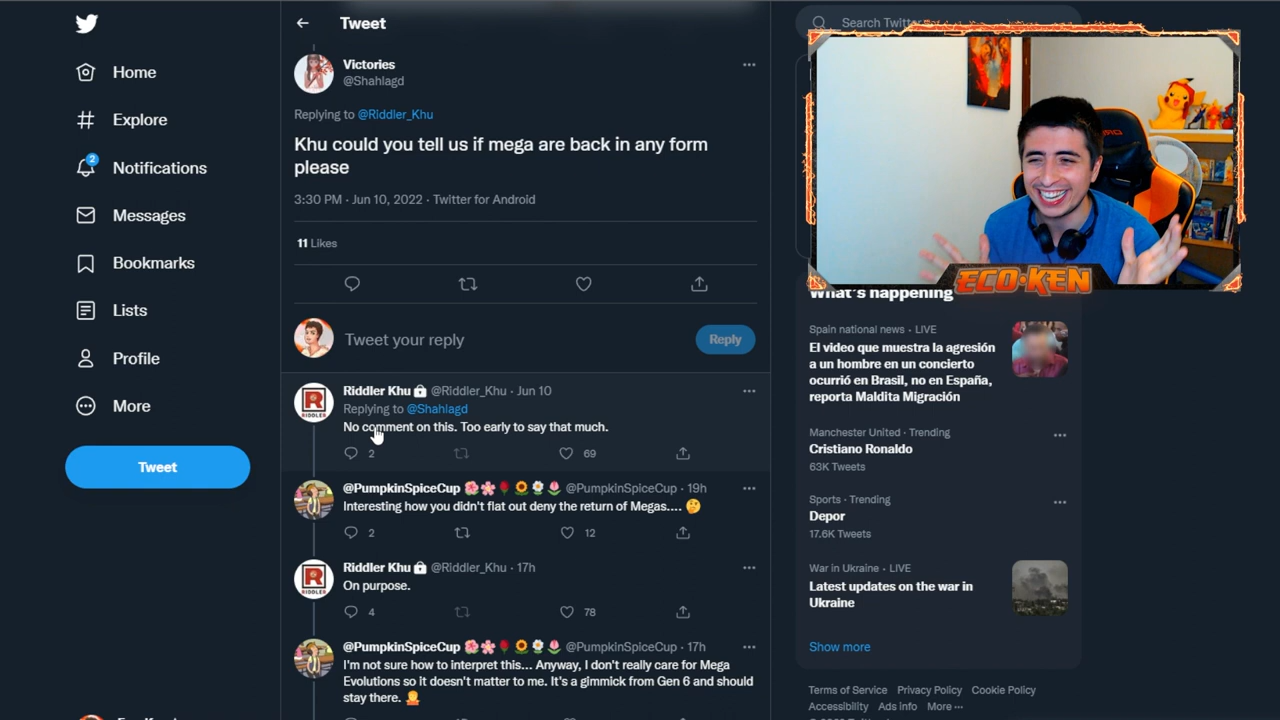 Tweet
Search Twitter
Home
Explore
2
Notifications
Messages
Bookmarks
Lists
Profile
More
Tweet
Victories
@Shahlagd
Replying to @Riddler_Khu
Khu could you tell us if mega are back in any form
please
3:30 PM · Jun 10, 2022 · Twitter for Android
11 Likes
Tweet your reply
Reply
Riddler Khu @Riddler_Khu · Jun 10
Replying to @Shahlagd
No comment on this. Too early to say that much.
2 69
@PumpkinSpiceCup 🌸🌸🌹🌻🌼🌷 @PumpkinSpiceCup · 19h
Interesting how you didn't flat out deny the return of Megas.... 🤔
2 12
Riddler Khu @Riddler_Khu · 17h
On purpose.
4 78
@PumpkinSpiceCup 🌸🌸🌹🌻🌼🌷 @PumpkinSpiceCup · 17h
I'm not sure how to interpret this... Anyway, I don't really care for Mega
Evolutions so it doesn't matter to me. It's a gimmick from Gen 6 and should
stay there. 🤷
R
RIDDLER
R
RIDDLER
ECO·KEN
What's happening
Spain national news · LIVE
El video que muestra la agresión
a un hombre en un concierto
ocurrió en Brasil, no en España,
reporta Maldita Migración
Manchester United · Trending
Cristiano Ronaldo
63K Tweets
Sports · Trending
Depor
17.6K Tweets
War in Ukraine · LIVE
Latest updates on the war in
Ukraine
Show more
Terms of Service Privacy Policy Cookie Policy
Accessibility Ads info More ···